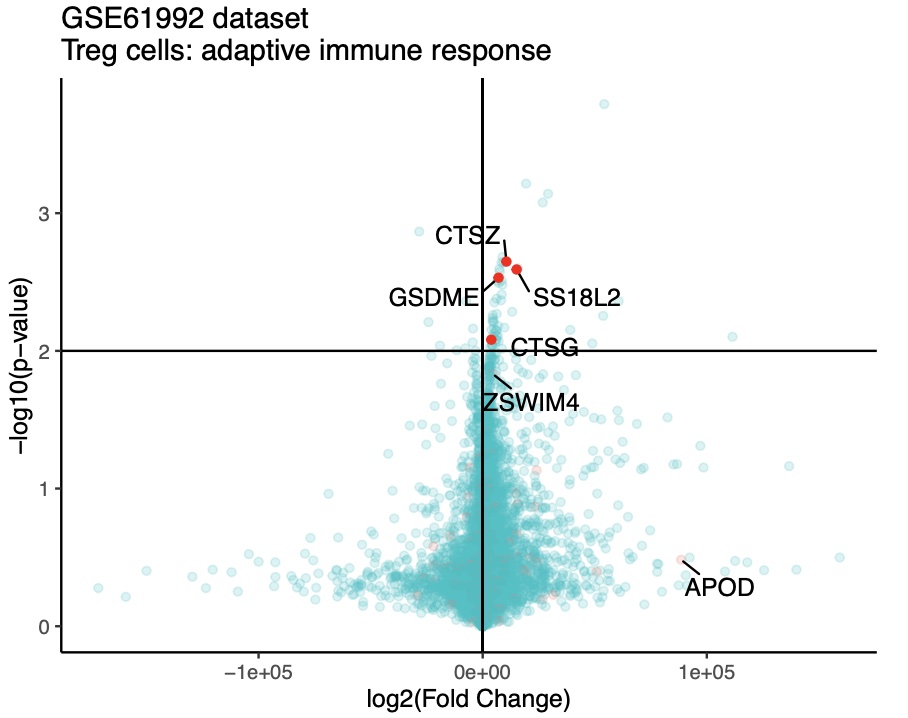 GSE61992 dataset
Treg cells: adaptive immune response
3
CTSZ
GSDME
SS18L2
2
CTSG
ZSWIM4
1
APOD
0
−log10(p−value)
−1e+05
0e+00
1e+05
log2(Fold Change)